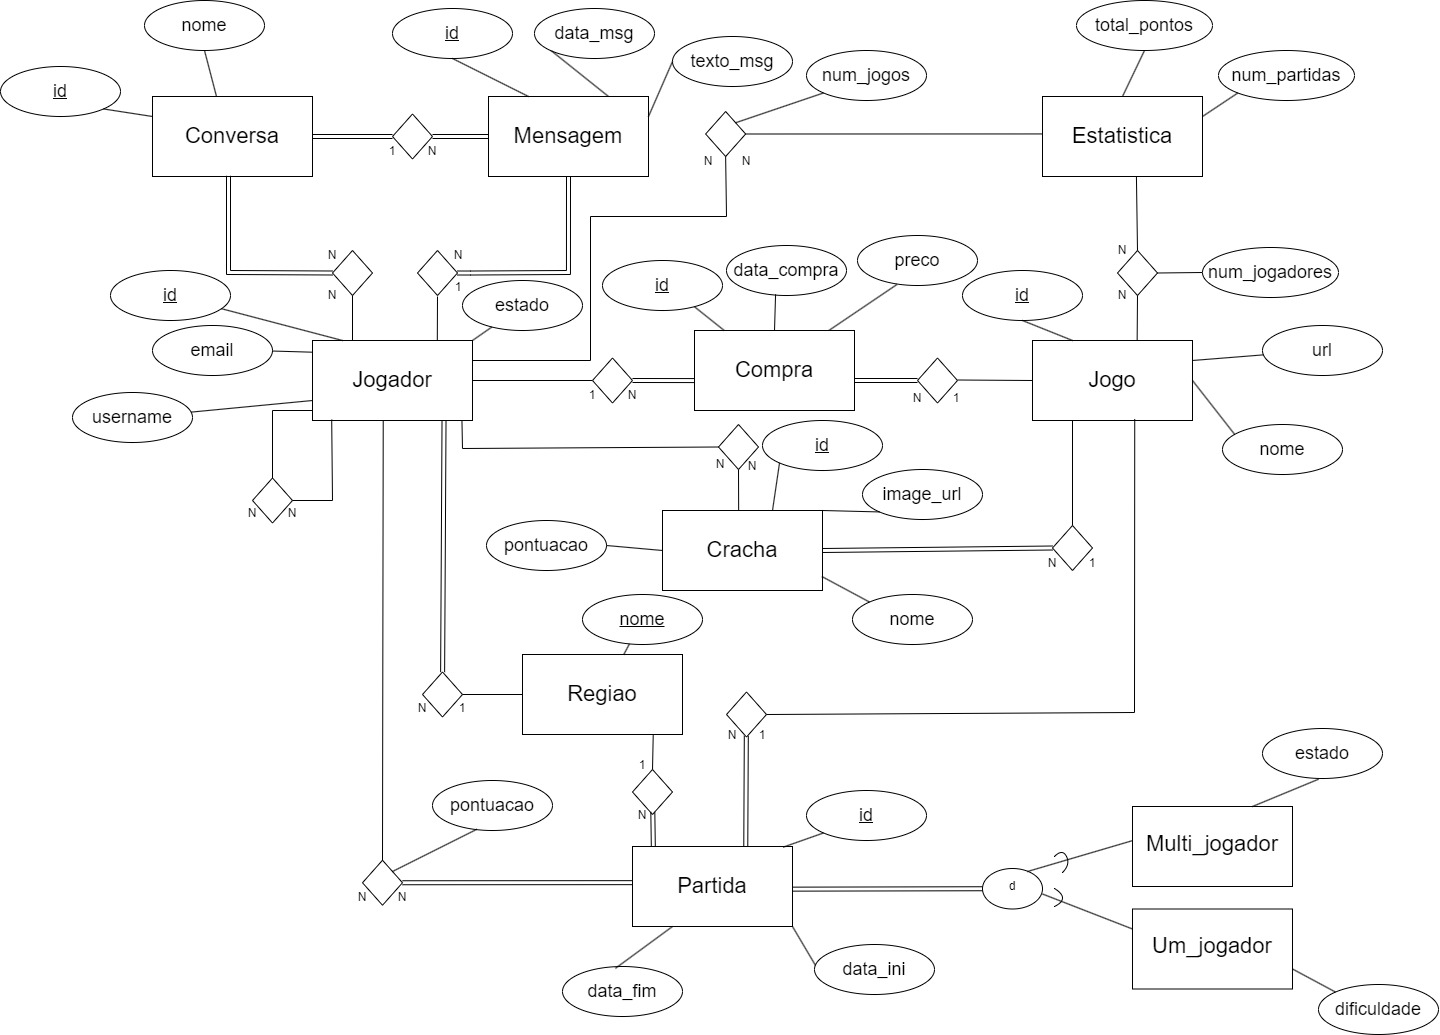 nome
id
data_msg
total_pontos
id
texto_msg
num_jogos
num_partidas
Conversa
1
N
Mensagem
N
N
Estatistica
N
N
N
1
N
N
num_jogadores
id
email
username
estado
id
data_compra
preco
id
url
nome
Jogador
1
N
Compra
N
1
Jogo
N
N
N
N
id
image_url
pontuacao
Cracha
nome
N
1
nome
N
1
Regiao
N
1
1
N
estado
pontuacao
id
N
N
Partida
d
Multi_jogador
Um_jogador
data_fim
data_ini
dificuldade